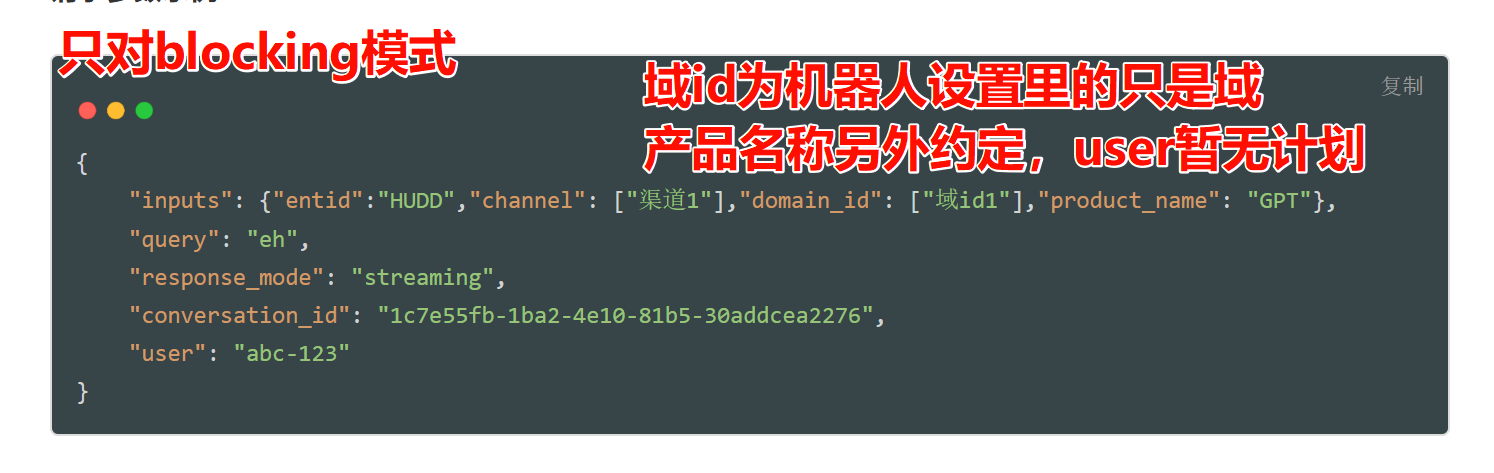 只对blocking模式
域id为机器人设置里的只是域
复制
产品名称另外约定，user暂无计划
{
"inputs": {"entid":"HUDD","channel": ["渠道1"],"domain_id": ["域id1"],"product_name": "GPT"},
"query": "eh",
"response_mode": "streaming",
"conversation_id": "1c7e55fb-1ba2-4e10-81b5-30addcea2276",
"user": "abc-123"
}